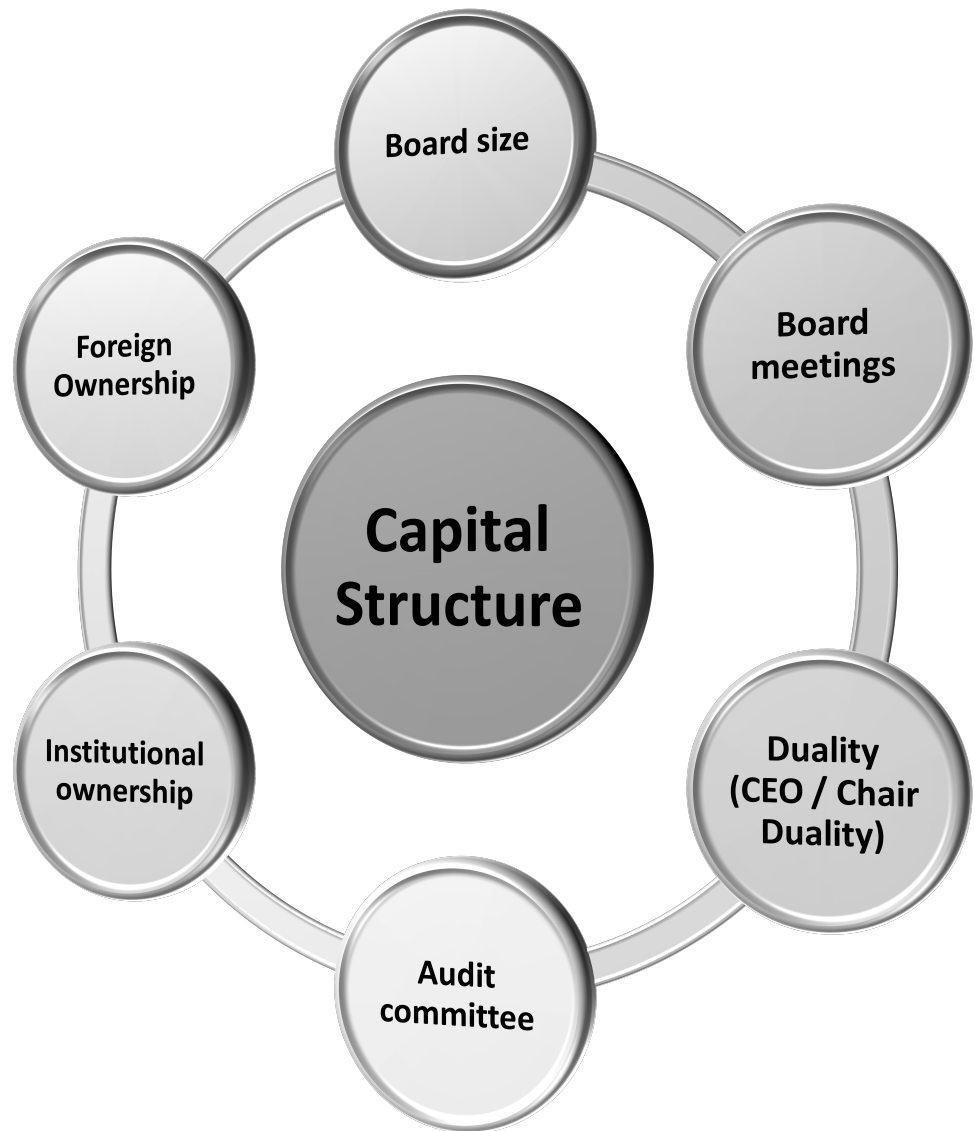 Board size
Board
meetings
Foreign
Ownership
Capital
Structure
Institutional
ownership
Duality
(CEO / Chair
Duality)
Audit
committee